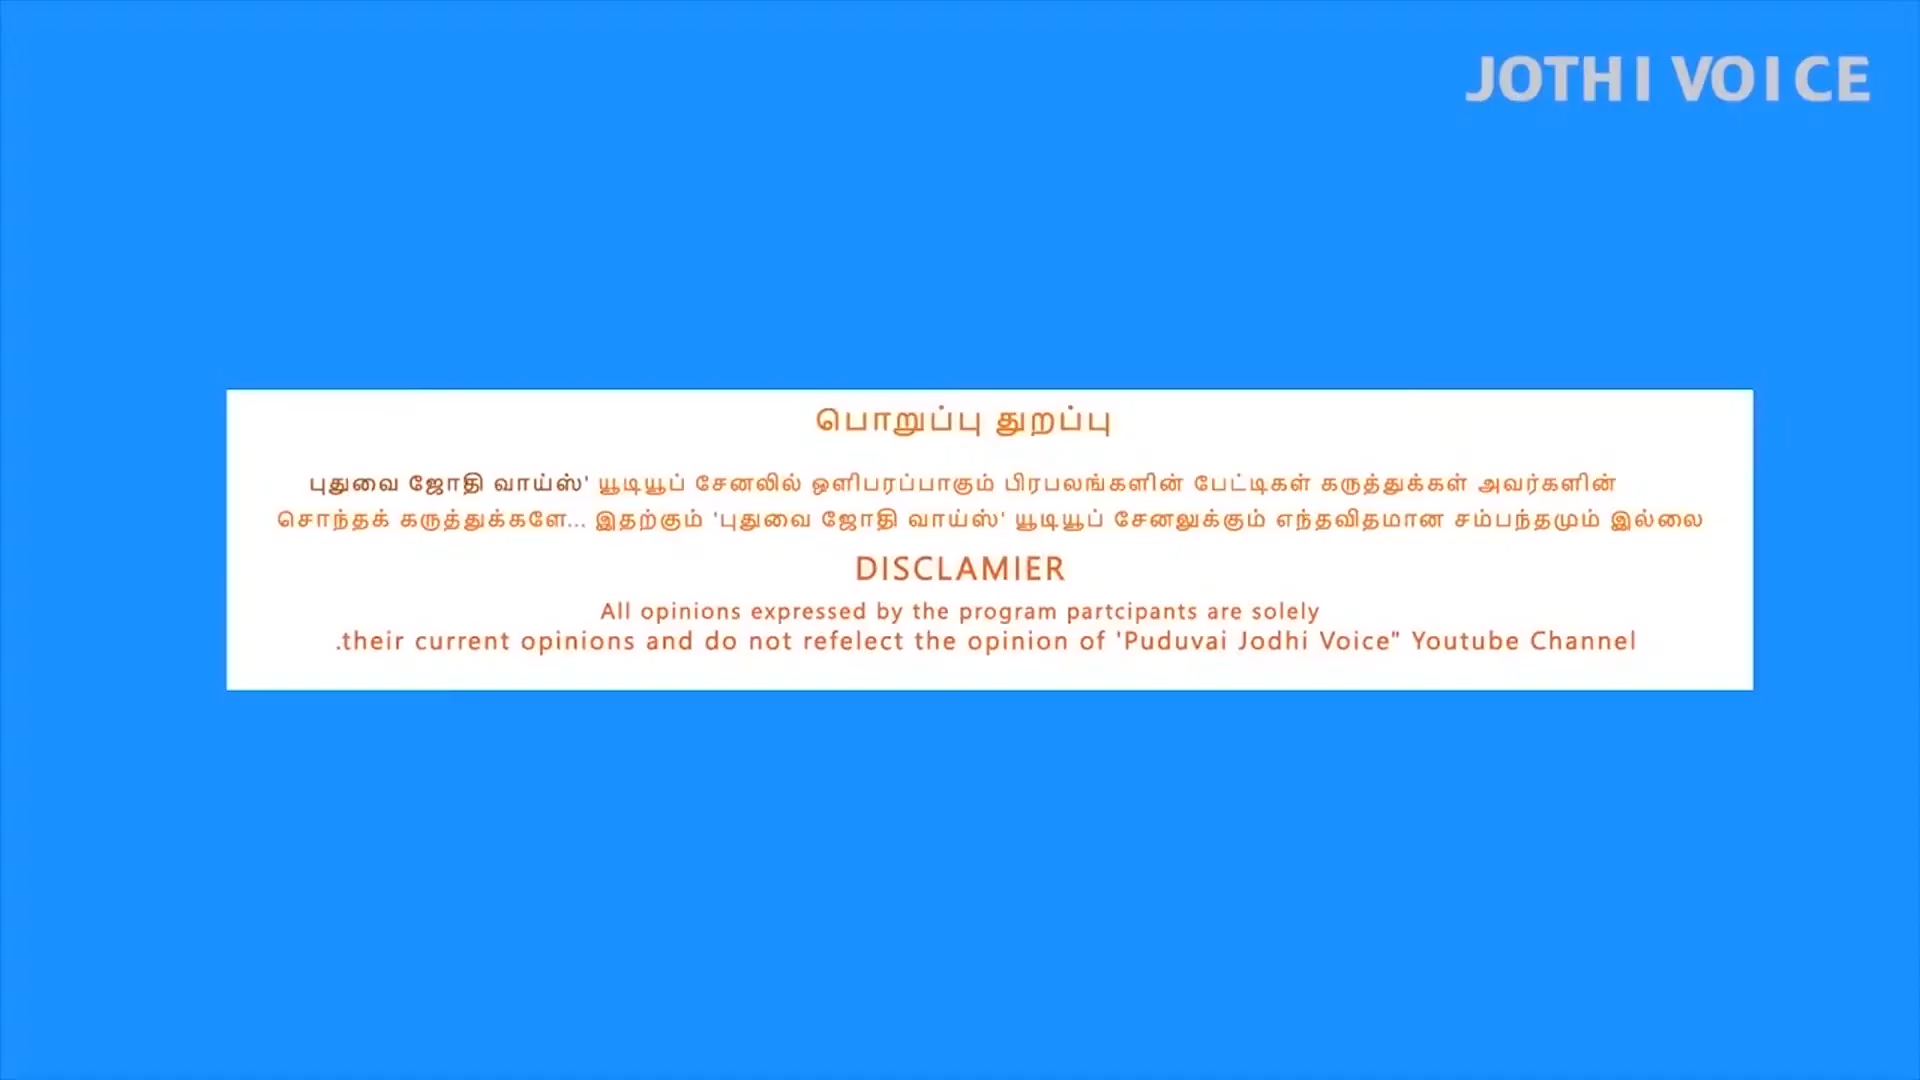 JOTHI VOICE
பொறுப்பு துறப்பு
புதுவை ஜோதி வாய்ஸ்' யூடியூப் சேனலில் ஒளிபரப்பாகும் பிரபலங்களின் பேட்டிகள் கருத்துக்கள் அவர்களின்
சொந்தக் கருத்துக்களே... இதற்கும் 'புதுவை ஜோதி வாய்ஸ்' யூடியூப் சேனலுக்கும் எந்தவிதமான சம்பந்தமும் இல்லை
DISCLAMIER
All opinions expressed by the program partcipants are solely
.their current opinions and do not refelect the opinion of 'Puduvai Jodhi Voice" Youtube Channel